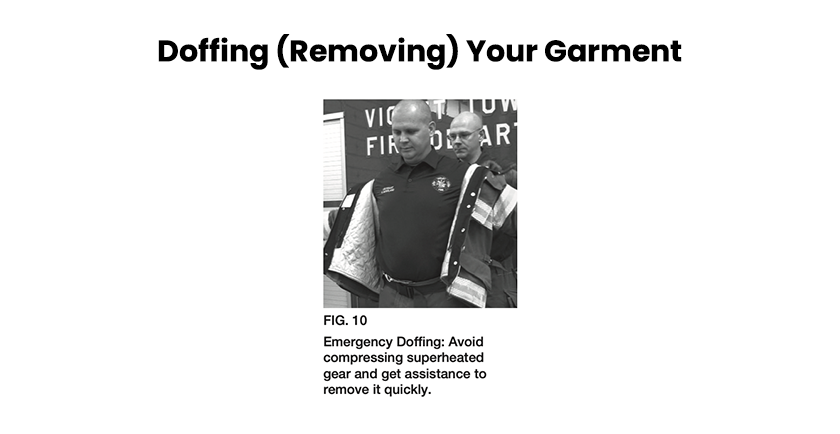 Doffing (Removing) Your Garment
FIRE
FIG. 10
Emergency Doffing: Avoid
compressing superheated
gear and get assistance to
remove it quickly.